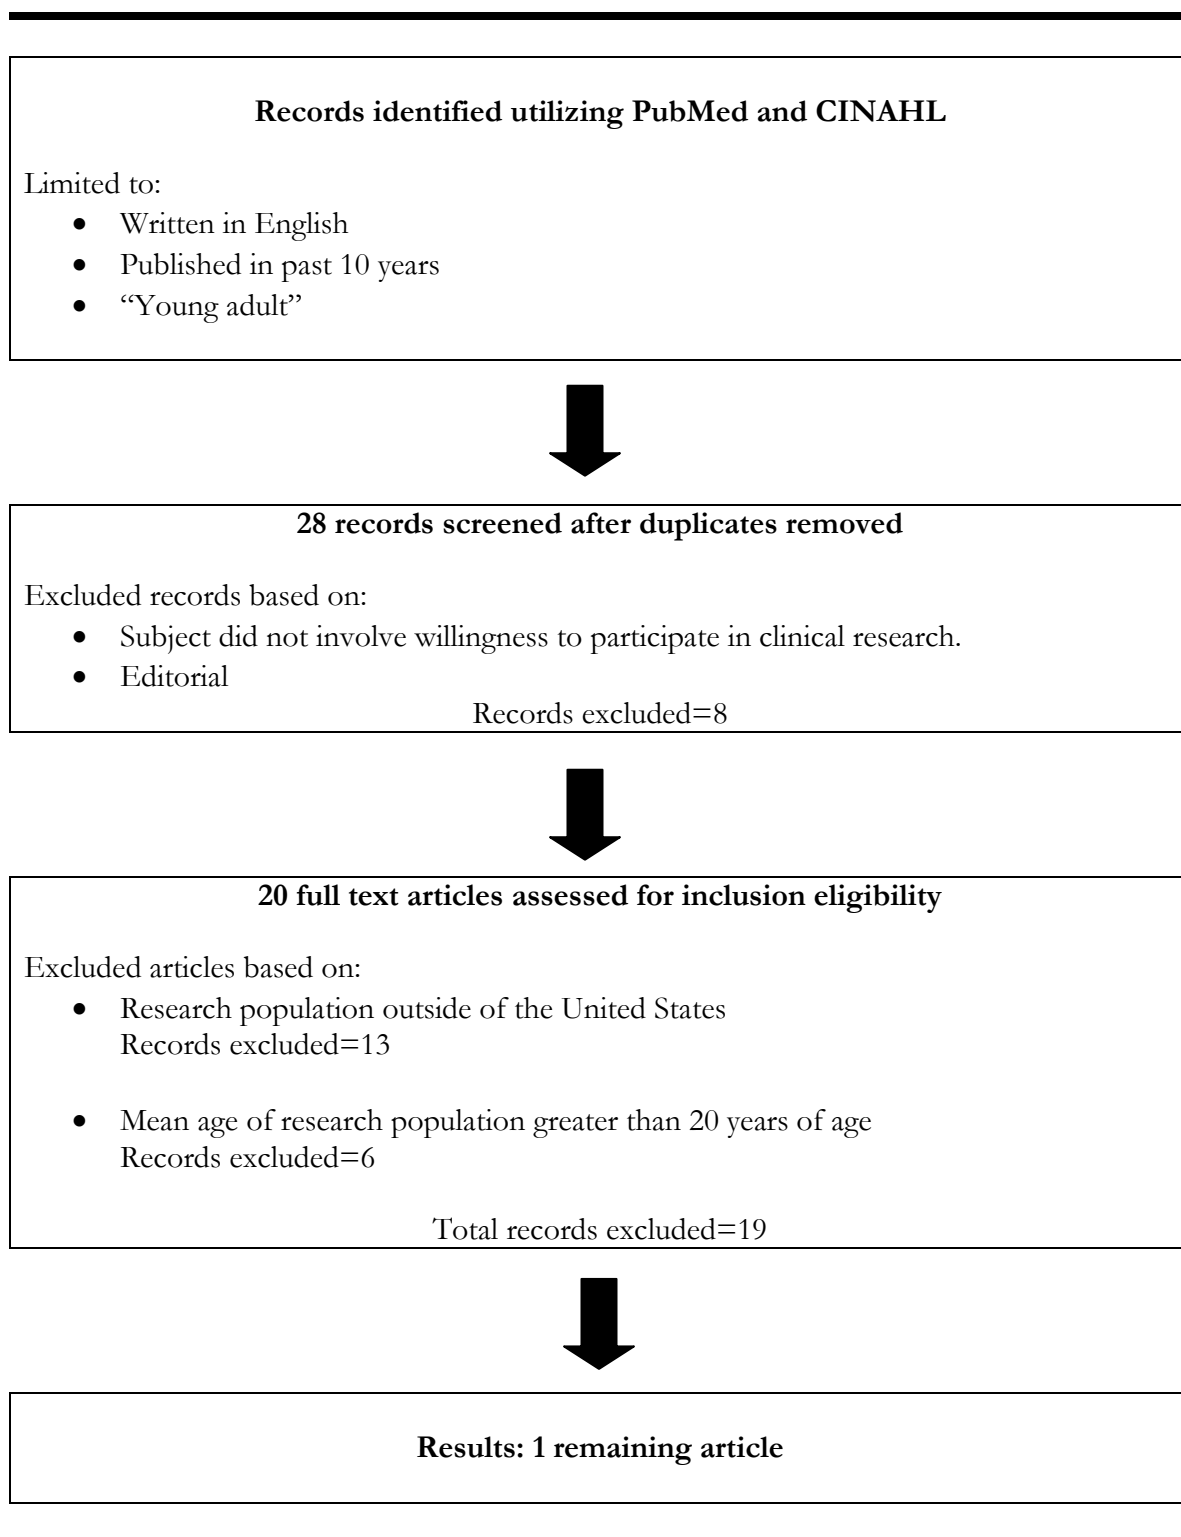 Records identified utilizing PubMed and CINAHL
Limited to:
• Written in English
• Published in past 10 years
• “Young adult”
28 records screened after duplicates removed
Excluded records based on:
• Subject did not involve willingness to participate in clinical research.
• Editorial
Records excluded=8
20 full text articles assessed for inclusion eligibility
Excluded articles based on:
• Research population outside of the United States
Records excluded=13
• Mean age of research population greater than 20 years of age
Records excluded=6
Total records excluded=19
Results: 1 remaining article